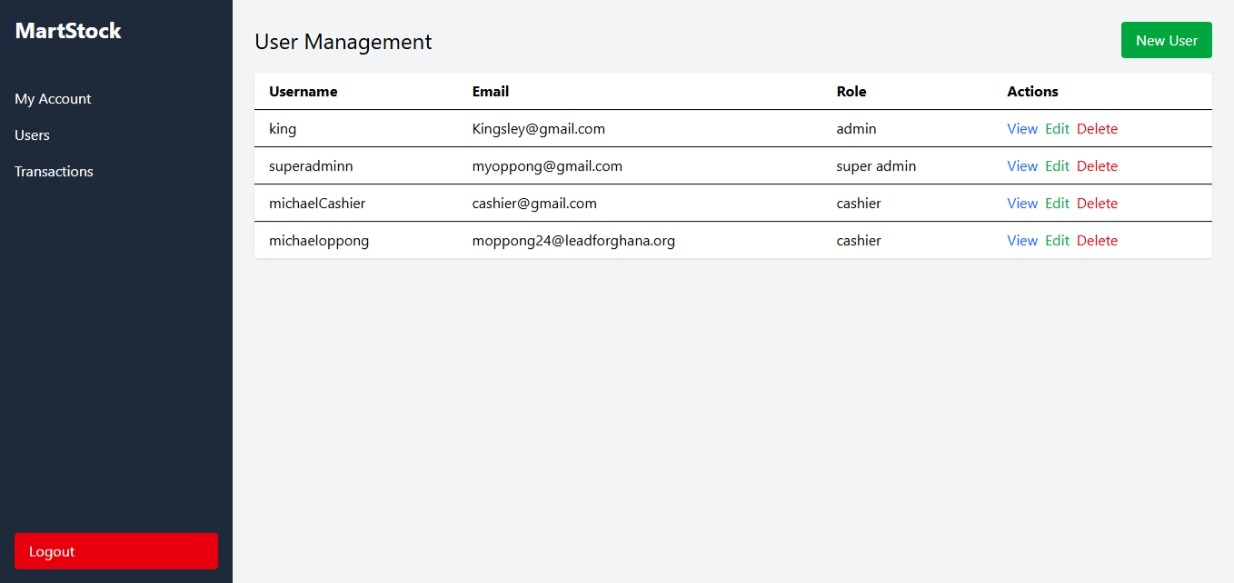 MartStock
My Account
Users
Transactions
Logout
User Management
New User
Username Email Role Actions
king Kingsley@gmail.com admin View Edit Delete
superadminn myoppong@gmail.com super admin View Edit Delete
michaelCashier cashier@gmail.com cashier View Edit Delete
michaeloppong moppong24@leadforghana.org cashier View Edit Delete